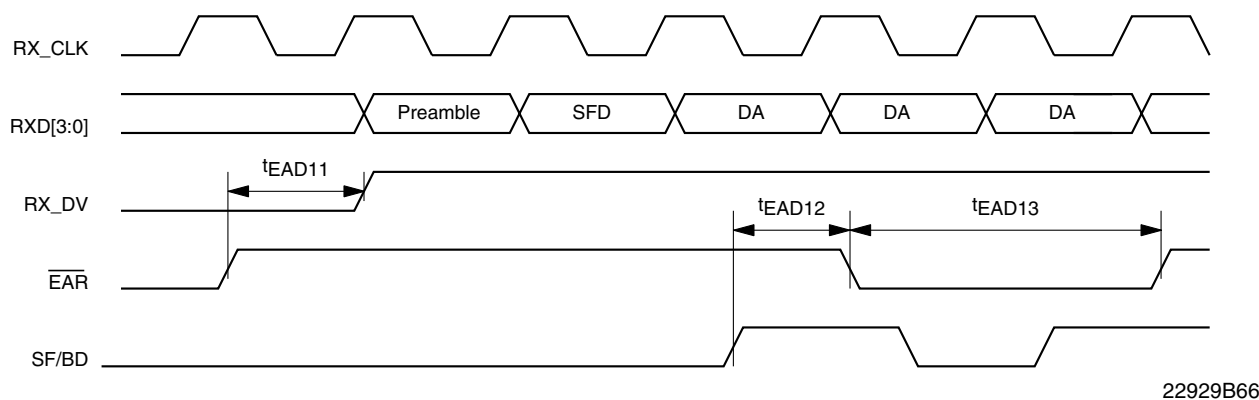 RX_CLK
RXD[3:0]
Preamble
SFD
DA
DA
DA
tEAD11
RX_DV
tEAD12
tEAD13
EAR
SF/BD
22929B66